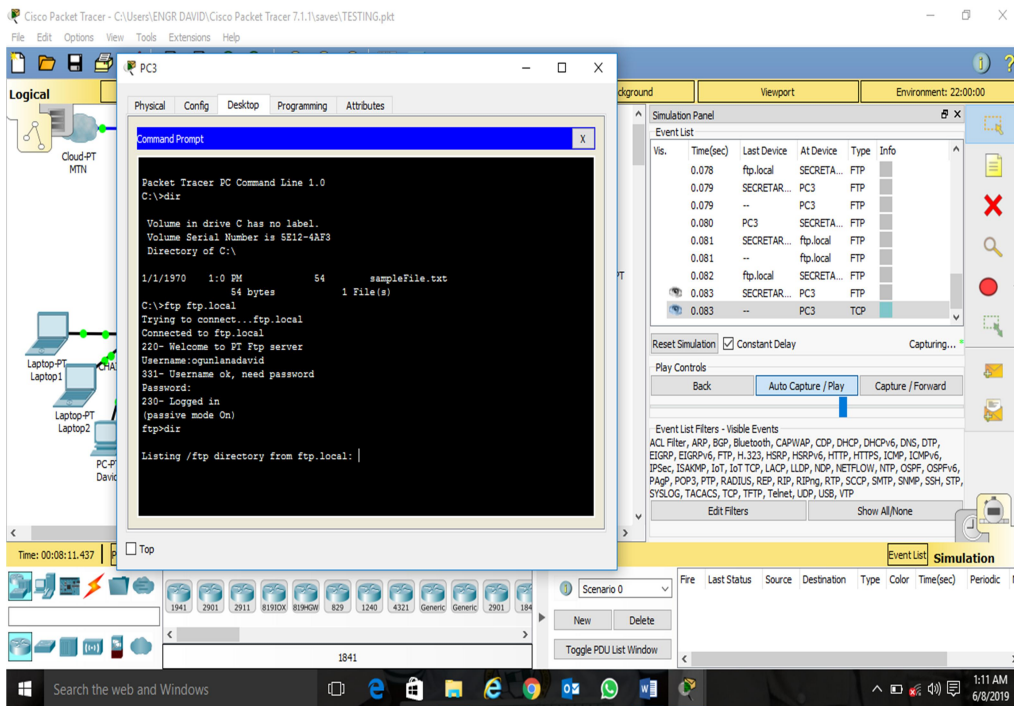 Cisco Packet Tracer - C:\Users\ENGR DAVID\Cisco Packet Tracer 7.1.1\saves\TESTING.pkt
File Edit Options View Tools Extensions Help
PC3
Logical
ckground
Viewport
Environment: 22:00:00
Physical Config Desktop Programming Attributes
Command Prompt
X
Packet Tracer PC Command Line 1.0
C:\>dir
Volume in drive C has no label.
Volume Serial Number is 5E12-4AF3
Directory of C:\
1/1/1970 1:0 PM 54 sampleFile.txt
54 bytes 1 File(s)
C:\>ftp ftp.local
Trying to connect...ftp.local
Connected to ftp.local
220- Welcome to PT Ftp server
Username:ogunlanadavid
331- Username ok, need password
Password:
230- Logged in
(passive mode On)
ftp>dir
Listing /ftp directory from ftp.local:
Top
Cloud-PT
MTN
Laptop-PT
Laptop1
CHA
Laptop-PT
Laptop2
PC-P
David
PT
Simulation Panel
Event List
Vis. Time(sec) Last Device At Device Type Info
0.078 ftp.local SECRETA... FTP
0.079 SECRETAR... PC3 FTP
0.079 -- PC3 FTP
0.080 PC3 SECRETA... FTP
0.081 SECRETAR... ftp.local FTP
0.081 -- ftp.local FTP
0.082 ftp.local SECRETA... FTP
0.083 SECRETAR... PC3 FTP
0.083 -- PC3 TCP
Reset Simulation Constant Delay Capturing...
Play Controls
Back Auto Capture / Play Capture / Forward
Event List Filters - Visible Events
ACL Filter, ARP, BGP, Bluetooth, CAPWAP, CDP, DHCP, DHCPv6, DNS, DTP,
EIGRP, EIGRPv6, FTP, H.323, HSRP, HSRPv6, HTTP, HTTPS, ICMP, ICMPv6,
IPSec, ISAKMP, IoT, IoT TCP, LACP, LLDP, NDP, NETFLOW, NTP, OSPF, OSPFv6,
PAgP, POP3, PTP, RADIUS, REP, RIP, RIPng, RTP, SCCP, SMTP, SNMP, SSH, STP,
SYSLOG, TACACS, TCP, TFTP, Telnet, UDP, USB, VTP
Edit Filters Show All/None
Time: 00:08:11.437
Event List Simulation
1941 2901 2911 819IOX 819HGW 829 1240 4321 Generic Generic 2901 184
1841
Scenario 0
New Delete
Toggle PDU List Window
Fire Last Status Source Destination Type Color Time(sec) Periodic
Search the web and Windows
1:11 AM
6/8/2019